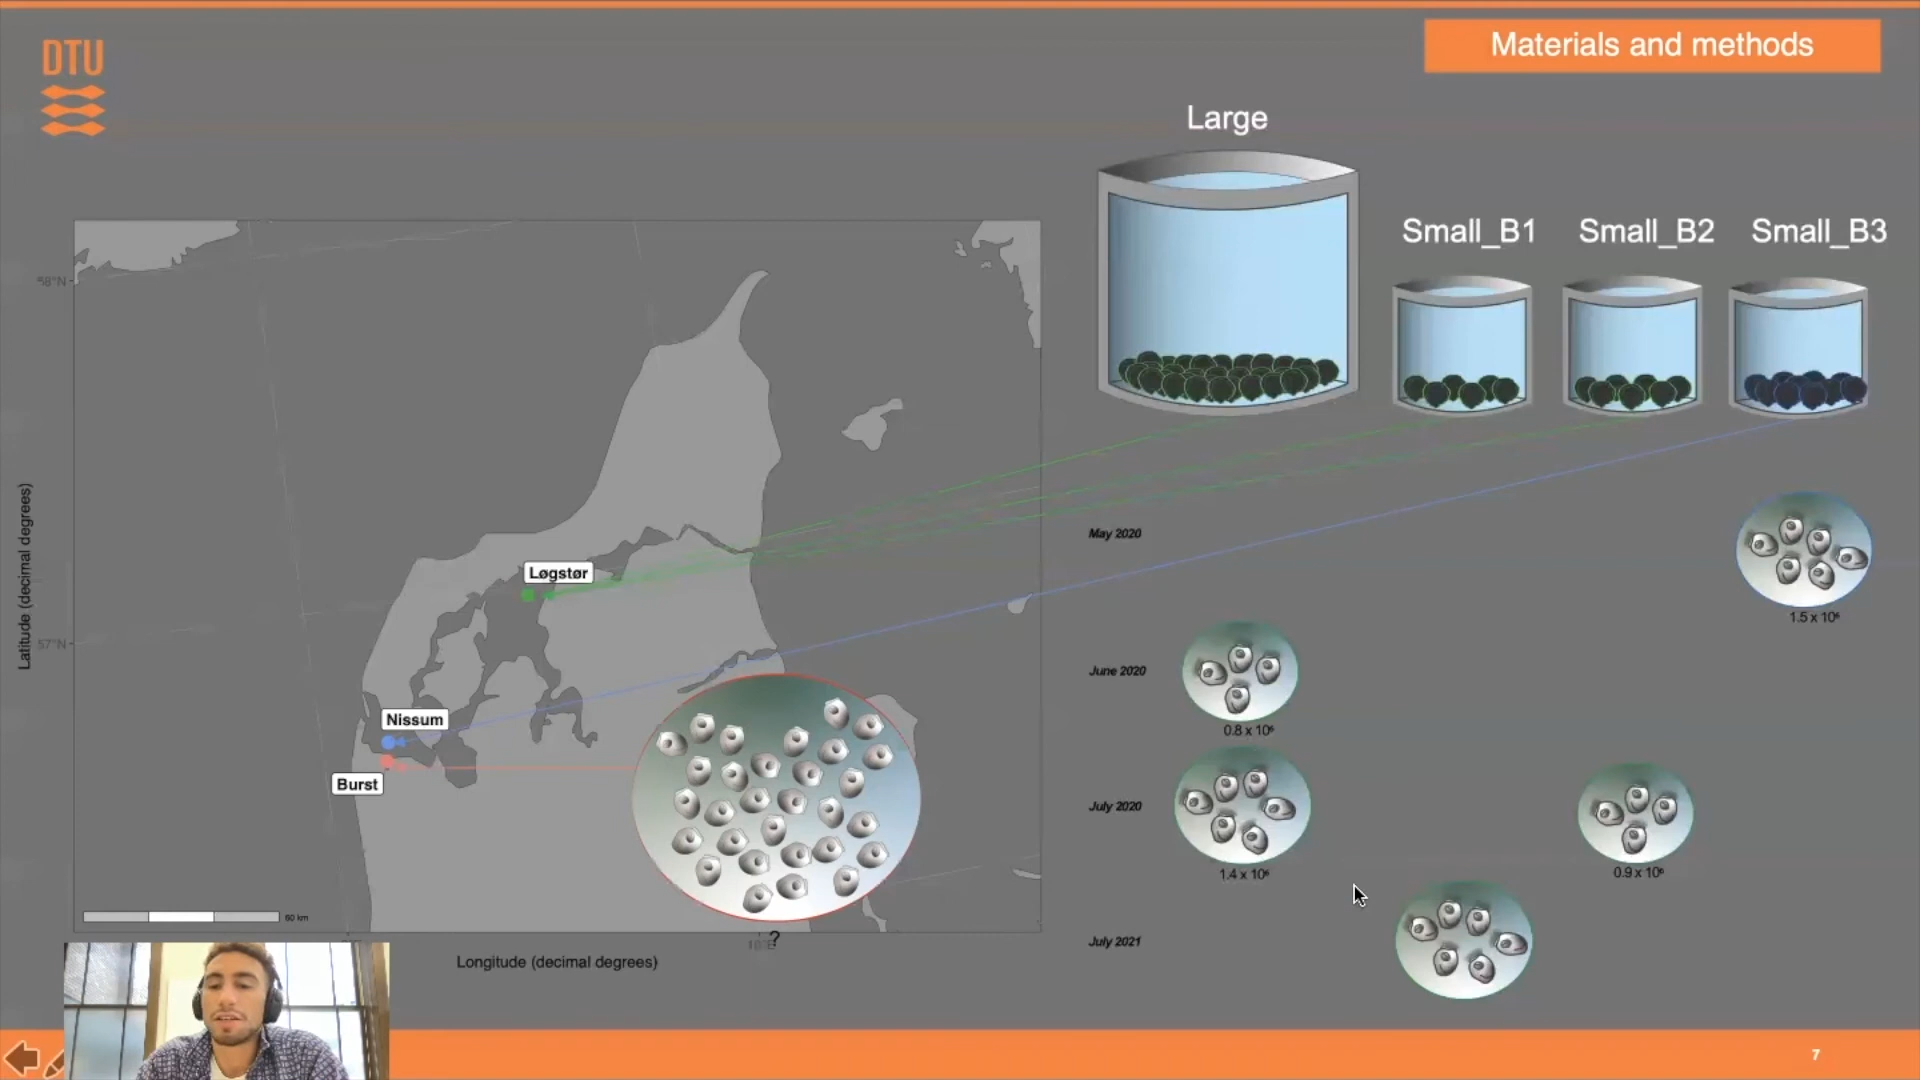 DTU
Materials and methods
Large
Small_B1
Small_B2
Small_B3
58°N
Latitude (decimal degrees)
May 2020
Løgstør
1.5 x 10⁶
57°N
June 2020
Nissum
0.8 x 10⁶
Burst
July 2020
1.4 x 10⁶
0.9 x 10⁶
60 km
?
July 2021
Longitude (decimal degrees)
7